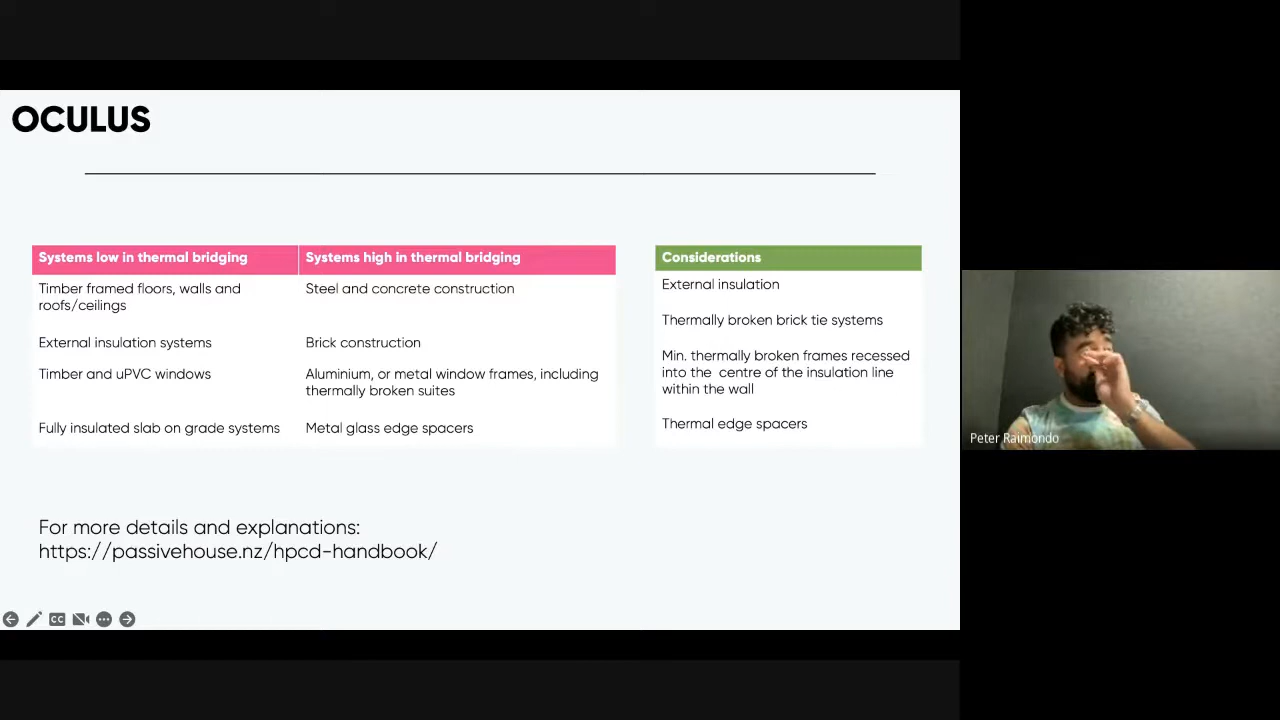 OCULUS
Systems low in thermal bridging
Systems high in thermal bridging
Timber framed floors, walls and
roofs/ceilings
Steel and concrete construction
External insulation systems
Brick construction
Timber and uPVC windows
Aluminium, or metal window frames, including
thermally broken suites
Fully insulated slab on grade systems
Metal glass edge spacers
Considerations
External insulation
Thermally broken brick tie systems
Min. thermally broken frames recessed
into the centre of the insulation line
within the wall
Thermal edge spacers
For more details and explanations:
https://passivehouse.nz/hpcd-handbook/
CC
Peter Raimondo